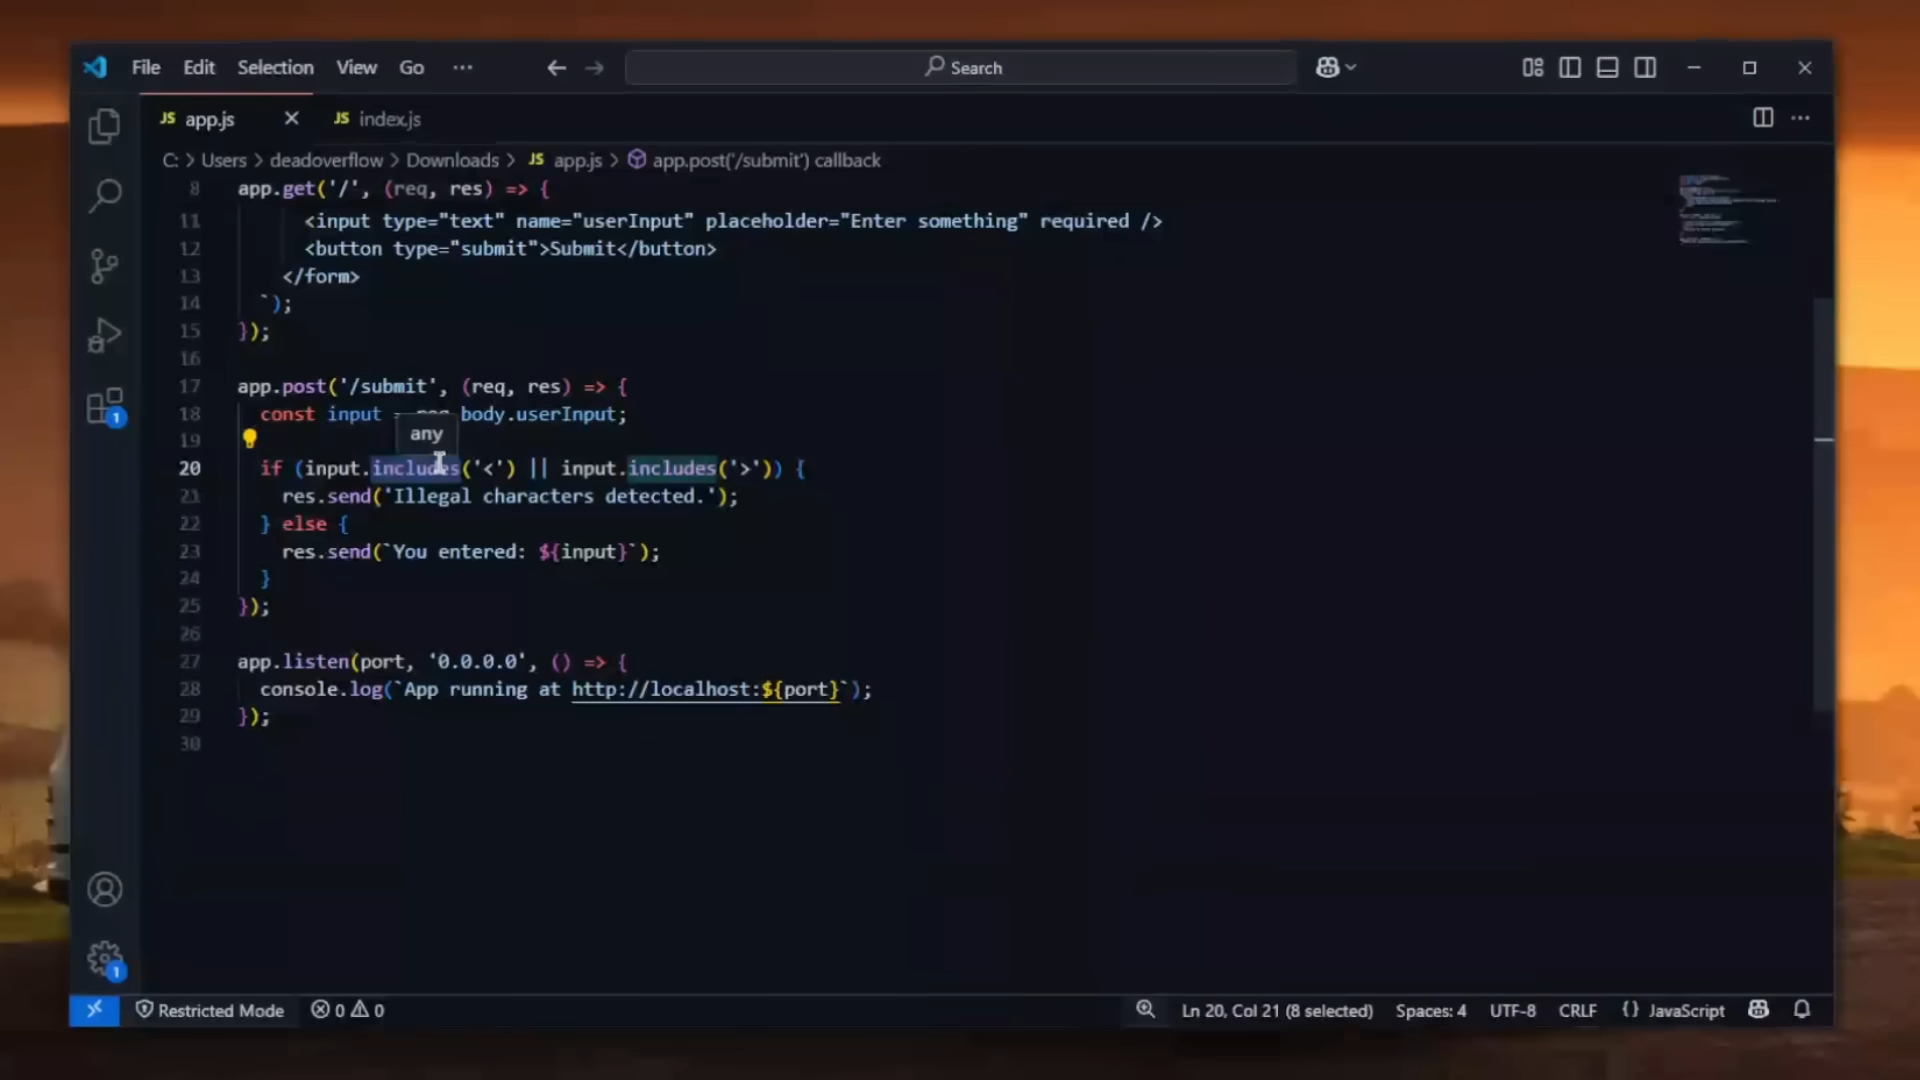 File Edit Selection View Go ··· Search
JS app.js JS index.js
C: > Users > deadoverflow > Downloads > JS app.js > app.post('/submit') callback
8 app.get('/', (req, res) => {
11 <input type="text" name="userInput" placeholder="Enter something" required />
12 <button type="submit">Submit</button>
13 </form>
14 `);
15 });
16
17 app.post('/submit', (req, res) => {
18 const input = req.body.userInput;
any
19
20 if (input.includes('<') || input.includes('>')) {
21 res.send('Illegal characters detected.');
22 } else {
23 res.send(`You entered: ${input}`);
24 }
25 });
26
27 app.listen(port, '0.0.0.0', () => {
28 console.log(`App running at http://localhost:${port}`);
29 });
30
1
1
Restricted Mode 0 0 Ln 20, Col 21 (8 selected) Spaces: 4 UTF-8 CRLF {} JavaScript